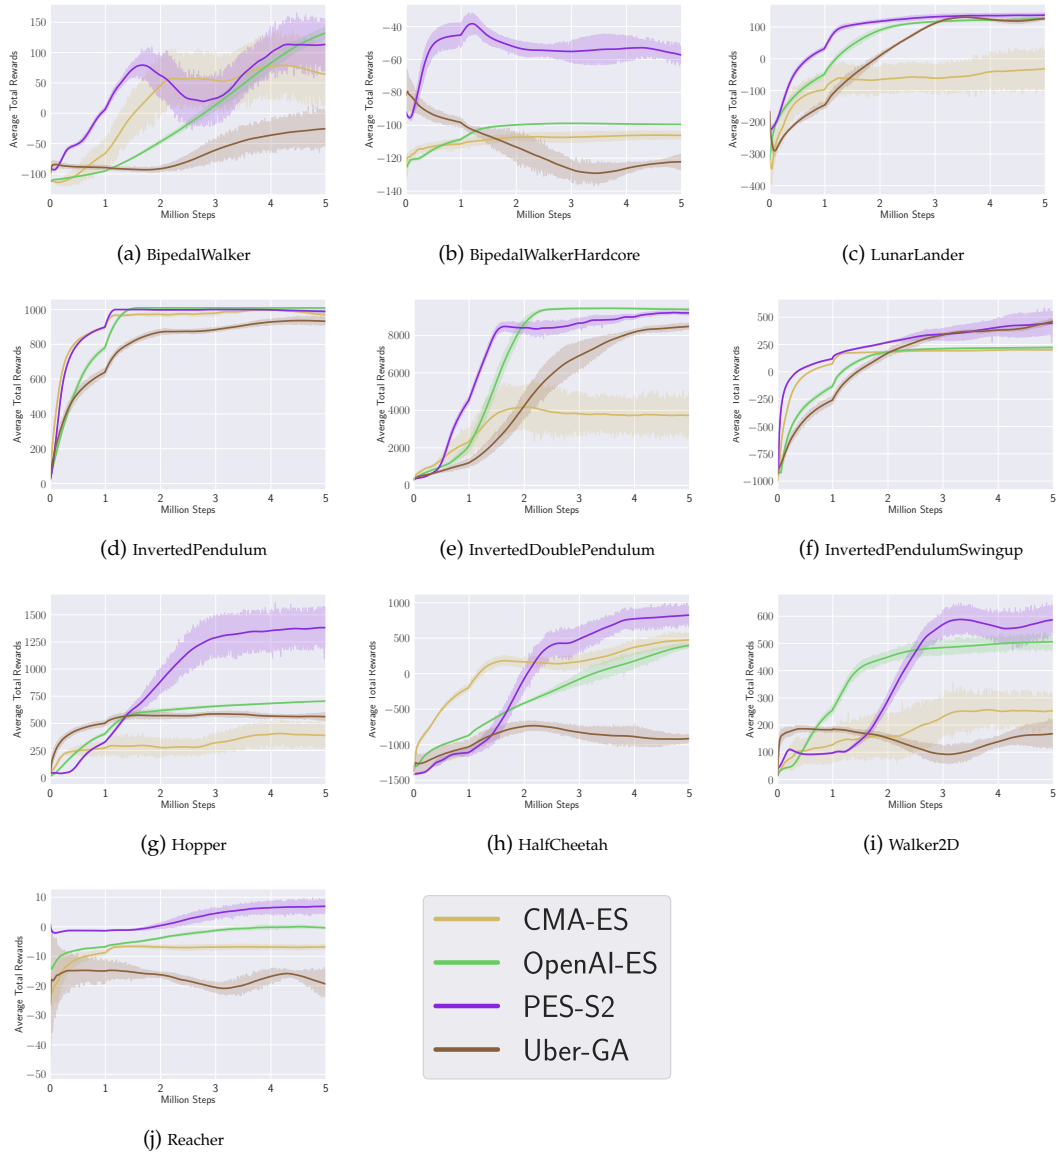 Average Total Rewards
100
50
0
−50
−100
0 1 2 3 4 5
Million Steps
(a) BipedalWalker
Average Total Rewards
−40
−60
−80
−100
−120
−140
0 1 2 3 4 5
Million Steps
(b) BipedalWalkerHardcore
Average Total Rewards
100
0
−100
−200
−300
−400
0 1 2 3 4 5
Million Steps
(c) LunarLander
Average Total Rewards
1000
800
600
400
200
0
0 1 2 3 4 5
Million Steps
(d) InvertedPendulum
Average Total Rewards
8000
6000
4000
2000
0
0 1 2 3 4 5
Million Steps
(e) InvertedDoublePendulum
Average Total Rewards
500
250
0
−250
−500
−750
−1000
0 1 2 3 4 5
Million Steps
(f) InvertedPendulumSwingup
Average Total Rewards
1500
1250
1000
750
500
250
0
0 1 2 3 4 5
Million Steps
(g) Hopper
Average Total Rewards
1000
500
0
−500
−1000
−1500
0 1 2 3 4 5
Million Steps
(h) HalfCheetah
Average Total Rewards
600
500
400
300
200
100
0
0 1 2 3 4 5
Million Steps
(i) Walker2D
Average Total Rewards
10
0
−10
−20
−30
−40
−50
0 1 2 3 4 5
Million Steps
(j) Reacher
CMA-ES
OpenAI-ES
PES-S2
Uber-GA